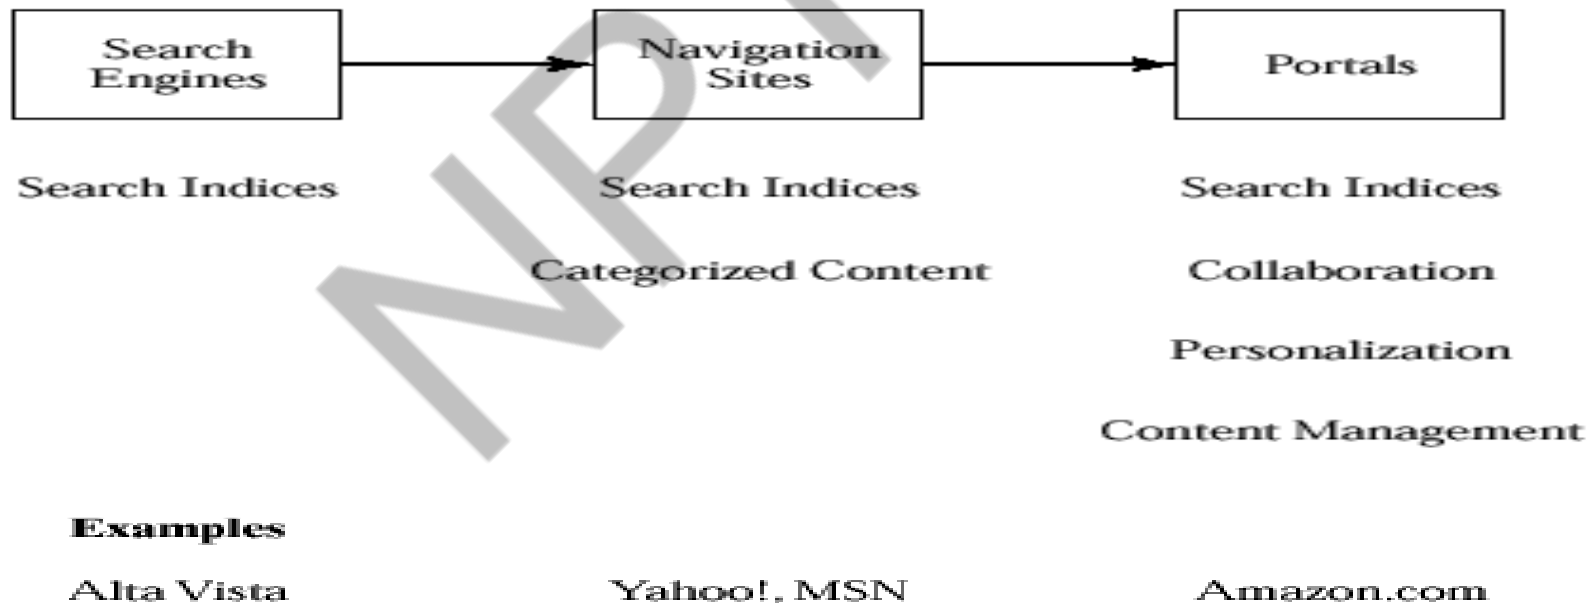 Search
Engines
Navigation
Sites
Portals
Search Indices
Search Indices
Search Indices
Categorized Content
Collaboration
Personalization
Content Management
Examples
Alta Vista
Yahoo!, MSN
Amazon.com